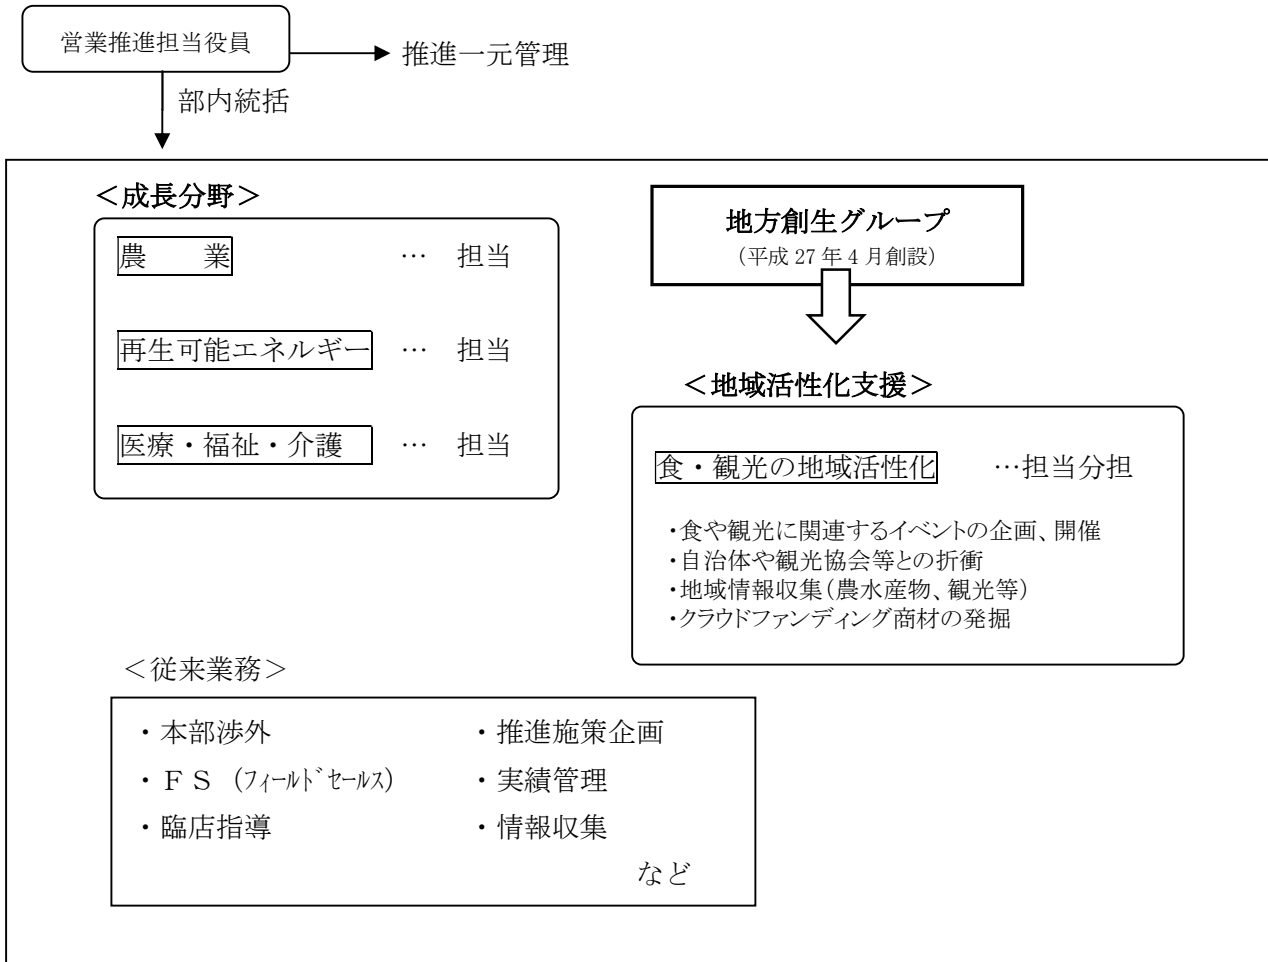 営業推進担当役員
推進一元管理
部内統括
＜成長分野＞
農　　業　　　　　　…　担当
再生可能エネルギー　…　担当
医療・福祉・介護　　…　担当
地方創生グループ
（平成 27 年 4 月創設）
＜地域活性化支援＞
食・観光の地域活性化　　…担当分担
・食や観光に関連するイベントの企画、開催
・自治体や観光協会等との折衝
・地域情報収集（農水産物、観光等）
・クラウドファンディング商材の発掘
＜従来業務＞
・本部渉外　　　　　　　・推進施策企画
・ＦＳ（ﾌｨｰﾙﾄﾞｾｰﾙｽ）　　・実績管理
・臨店指導　　　　　　　・情報収集
など